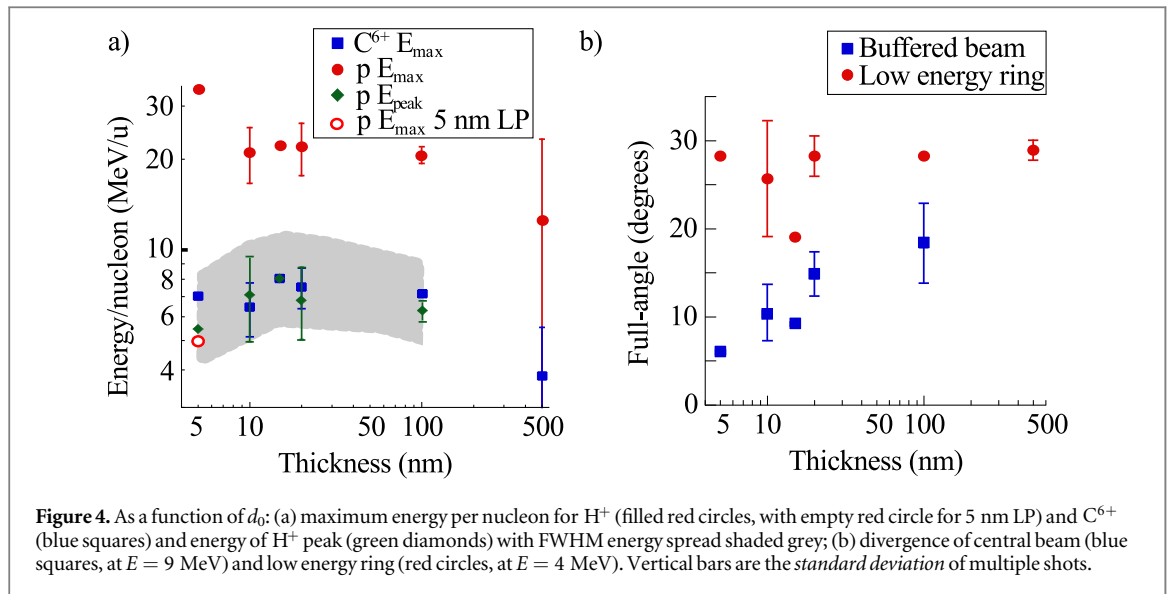 a)
C⁶⁺ Eₘₐₓ
p Eₘₐₓ
p Eₚₑₐₖ
p Eₘₐₓ 5 nm LP
Energy/nucleon (MeV/u)
30
20
10
8
6
4
5 10 50 100 500
Thickness (nm)
b)
Buffered beam
Low energy ring
Full-angle (degrees)
30
20
10
0
5 10 50 100 500
Thickness (nm)
Figure 4. As a function of d₀: (a) maximum energy per nucleon for H⁺ (filled red circles, with empty red circle for 5 nm LP) and C⁶⁺
(blue squares) and energy of H⁺ peak (green diamonds) with FWHM energy spread shaded grey; (b) divergence of central beam (blue
squares, at E = 9 MeV) and low energy ring (red circles, at E = 4 MeV). Vertical bars are the standard deviation of multiple shots.